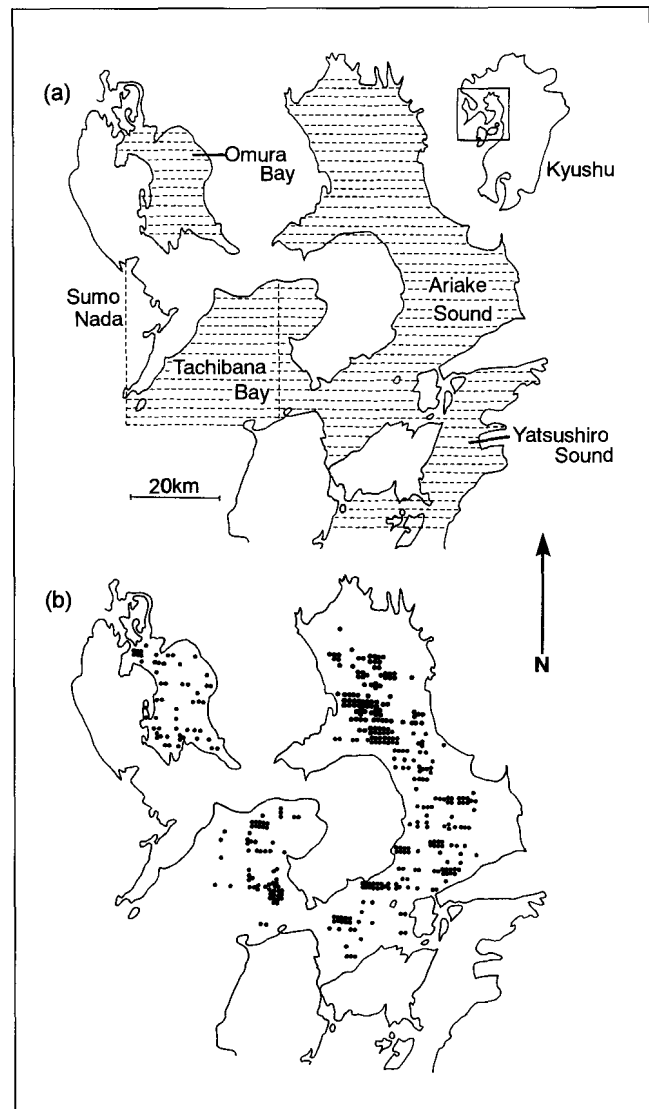 (a)
Omura
Bay
Kyushu
Sumo
Nada
Ariake
Sound
Tachibana
Bay
Yatsushiro
Sound
20km
N
(b)